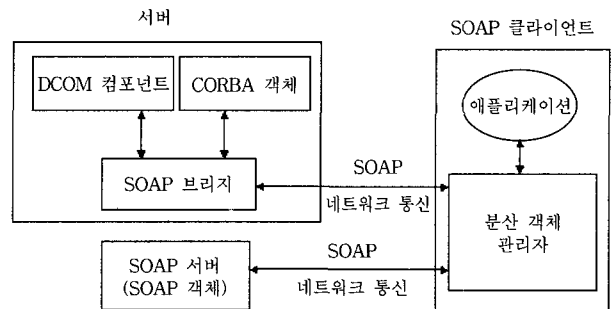 서버
SOAP 클라이언트
DCOM 컴포넌트
CORBA 객체
애플리케이션
SOAP 브리지
SOAP
네트워크 통신
분산 객체
관리자
SOAP 서버
(SOAP 객체)
SOAP
네트워크 통신